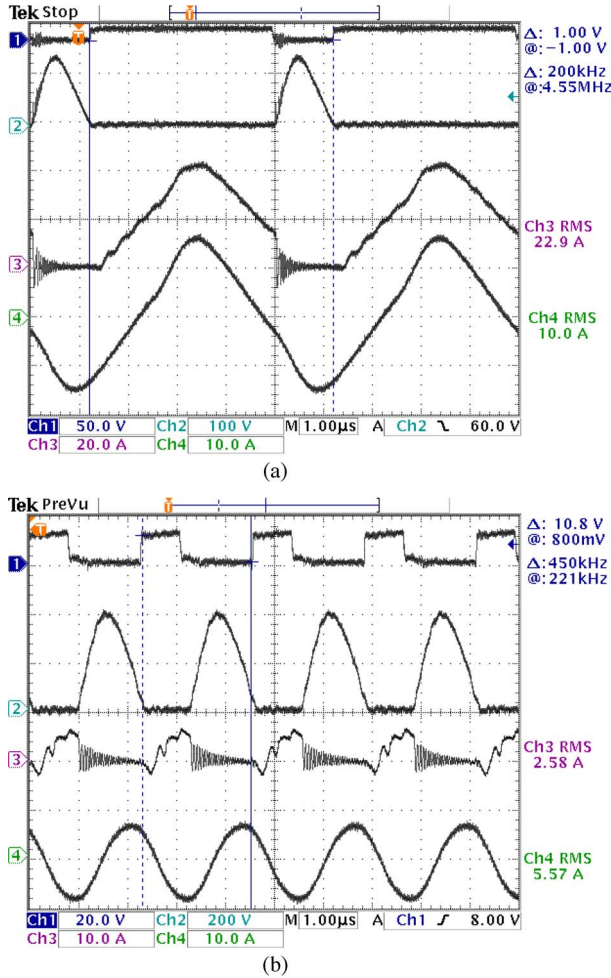 Tek Stop
T
T
1
2
3
4
Δ: 1.00 V
@: −1.00 V
Δ: 200kHz
@: 4.55MHz
Ch3 RMS
22.9 A
Ch4 RMS
10.0 A
Ch1 50.0 V Ch2 100 V M 1.00µs A Ch2 60.0 V
Ch3 20.0 A Ch4 10.0 A
(a)
Tek PreVu
T
T
1
2
3
4
Δ: 10.8 V
@: 800mV
Δ: 450kHz
@: 221kHz
Ch3 RMS
2.58 A
Ch4 RMS
5.57 A
Ch1 20.0 V Ch2 200 V M 1.00µs A Ch1 8.00 V
Ch3 10.0 A Ch4 10.0 A
(b)